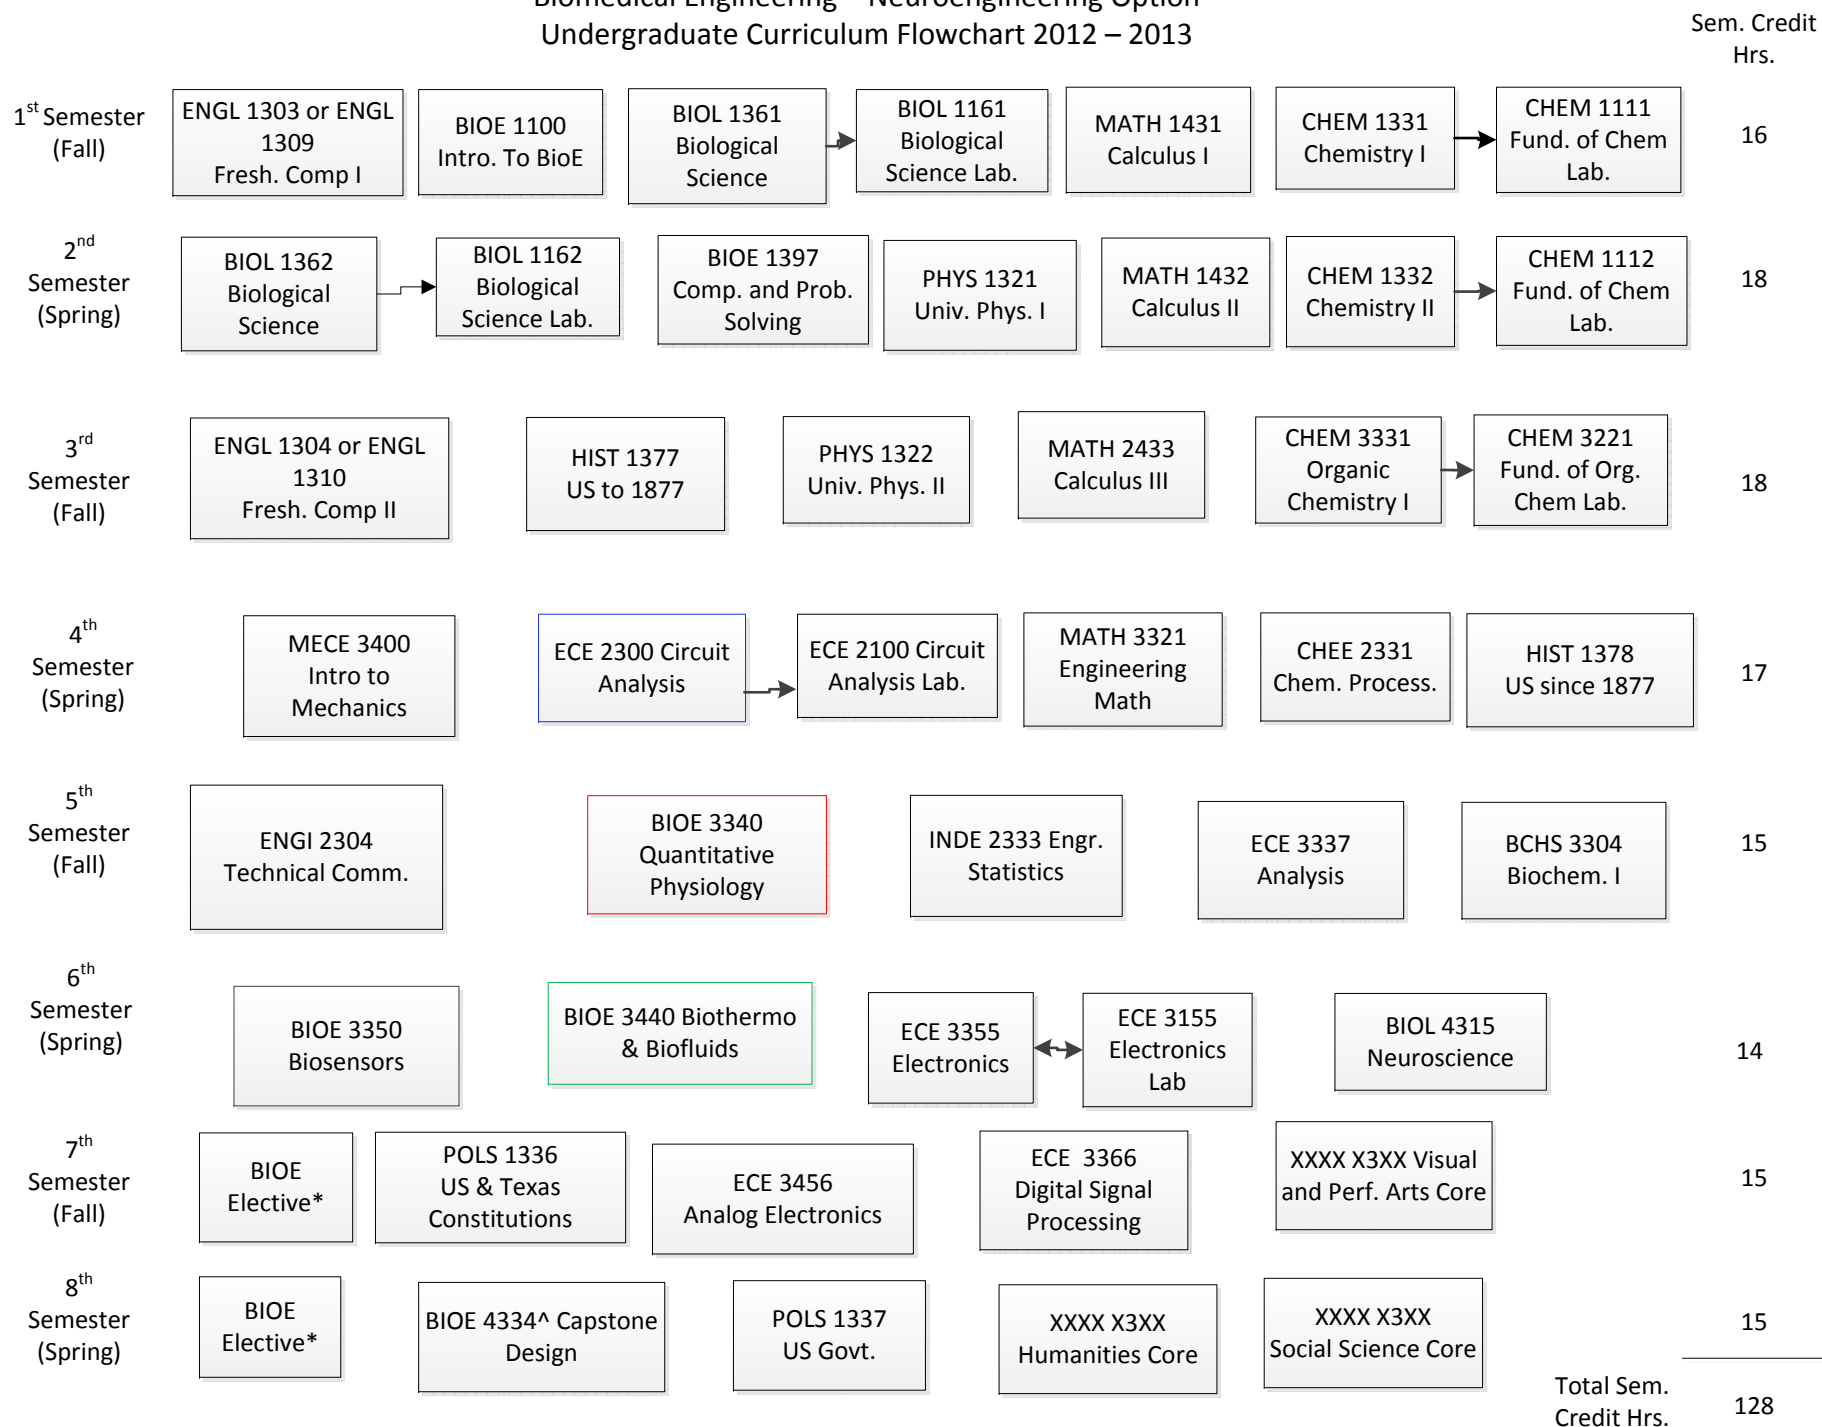 Biomedical Engineering – Neuroengineering Option
Undergraduate Curriculum Flowchart 2012 – 2013
Sem. Credit
Hrs.
1st Semester
(Fall)
ENGL 1303 or ENGL
1309
Fresh. Comp I
BIOE 1100
Intro. To BioE
BIOL 1361
Biological
Science
BIOL 1161
Biological
Science Lab.
MATH 1431
Calculus I
CHEM 1331
Chemistry I
CHEM 1111
Fund. of Chem
Lab.
16
2nd
Semester
(Spring)
BIOL 1362
Biological
Science
BIOL 1162
Biological
Science Lab.
BIOE 1397
Comp. and Prob.
Solving
PHYS 1321
Univ. Phys. I
MATH 1432
Calculus II
CHEM 1332
Chemistry II
CHEM 1112
Fund. of Chem
Lab.
18
3rd
Semester
(Fall)
ENGL 1304 or ENGL
1310
Fresh. Comp II
HIST 1377
US to 1877
PHYS 1322
Univ. Phys. II
MATH 2433
Calculus III
CHEM 3331
Organic
Chemistry I
CHEM 3221
Fund. of Org.
Chem Lab.
18
4th
Semester
(Spring)
MECE 3400
Intro to
Mechanics
ECE 2300 Circuit
Analysis
ECE 2100 Circuit
Analysis Lab.
MATH 3321
Engineering
Math
CHEE 2331
Chem. Process.
HIST 1378
US since 1877
17
5th
Semester
(Fall)
ENGI 2304
Technical Comm.
BIOE 3340
Quantitative
Physiology
INDE 2333 Engr.
Statistics
ECE 3337
Analysis
BCHS 3304
Biochem. I
15
6th
Semester
(Spring)
BIOE 3350
Biosensors
BIOE 3440 Biothermo
& Biofluids
ECE 3355
Electronics
ECE 3155
Electronics
Lab
BIOL 4315
Neuroscience
14
7th
Semester
(Fall)
BIOE
Elective*
POLS 1336
US & Texas
Constitutions
ECE 3456
Analog Electronics
ECE  3366
Digital Signal
Processing
XXXX X3XX Visual
and Perf. Arts Core
15
8th
Semester
(Spring)
BIOE
Elective*
BIOE 4334^ Capstone
Design
POLS 1337
US Govt.
XXXX X3XX
Humanities Core
XXXX X3XX
Social Science Core
15
Total Sem.
Credit Hrs.
128